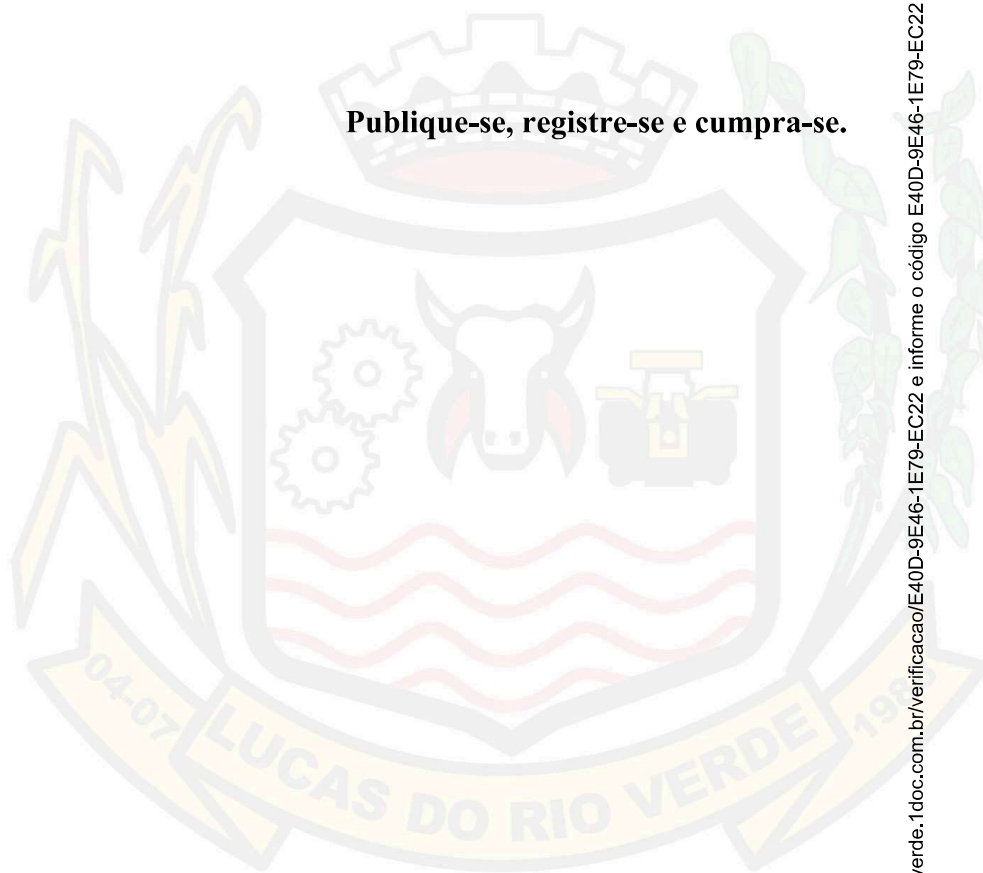 Publique-se, registre-se e cumpra-se.
04-07
LUCAS DO RIO VERDE
verde.1doc.com.br/verificacao/E40D-9E46-1E79-EC22 e informe o código E40D-9E46-1E79-EC22